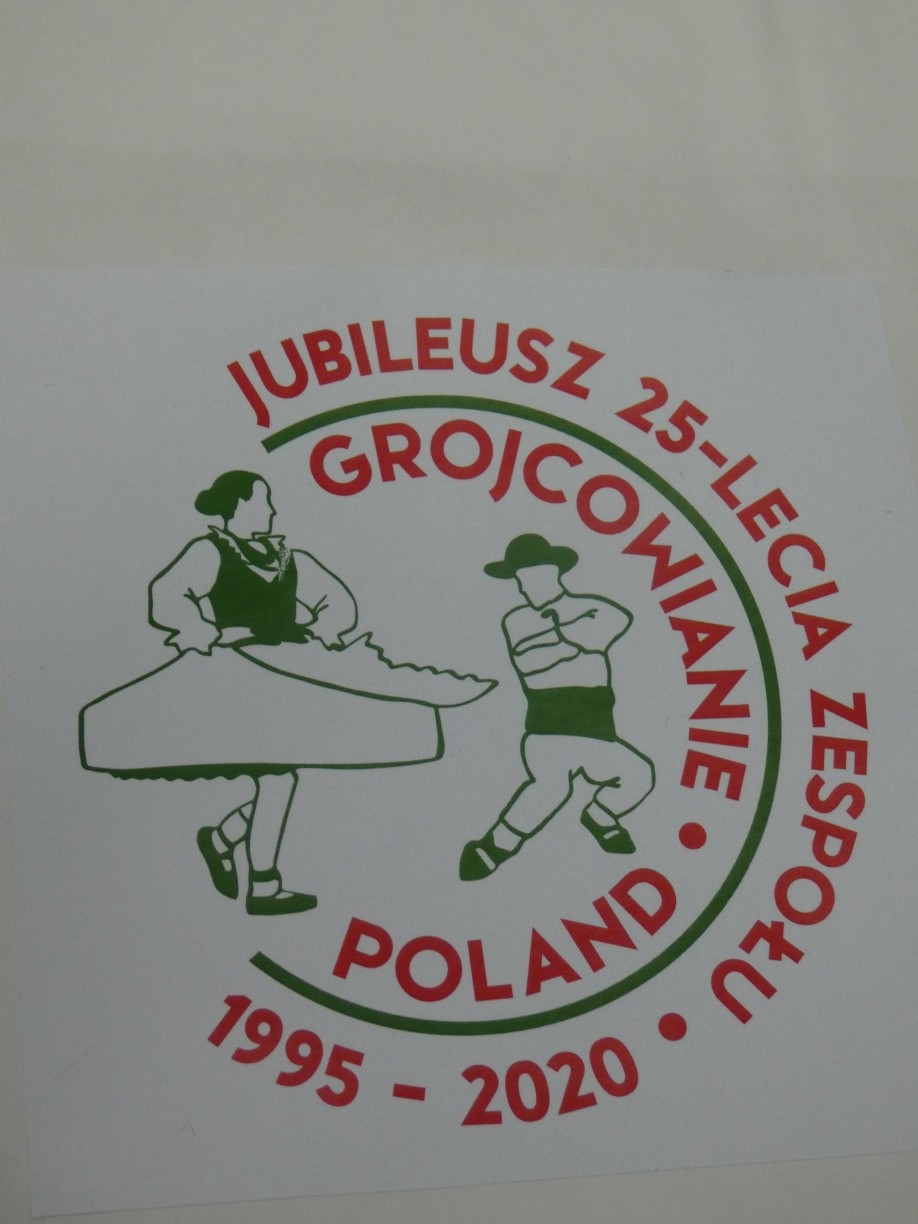 JUBILEUSZ 25-LECIA ZESPOŁU •
GROJCOWIANIE •
POLAND
1995 - 2020